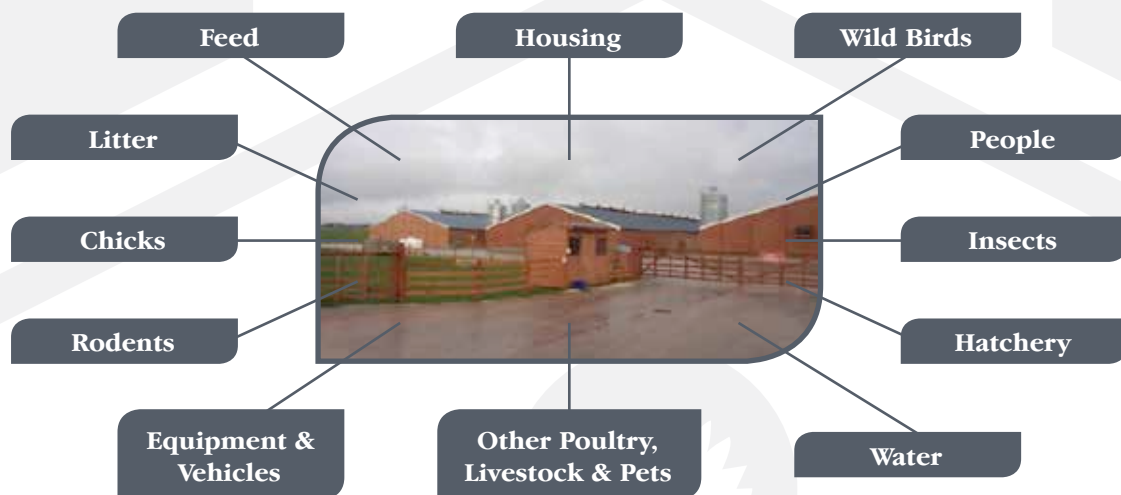 Feed
Housing
Wild Birds
Litter
People
Chicks
Insects
Rodents
Hatchery
Equipment &
Vehicles
Other Poultry,
Livestock & Pets
Water